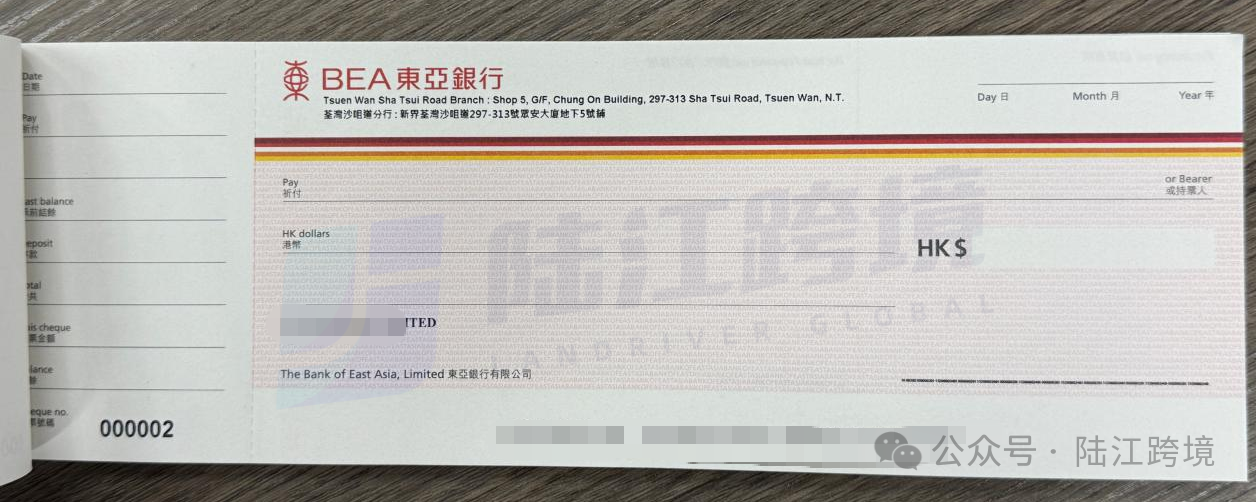 Date
日期
Pay
祈付
ast balance
前結餘
eposit
款
otal
共
is cheque
票金額
lance
餘
eque no.
票號碼
000002
BEA東亞銀行
Tsuen Wan Sha Tsui Road Branch : Shop 5, G/F, Chung On Building, 297-313 Sha Tsui Road, Tsuen Wan, N.T.
荃灣沙咀道分行 : 新界荃灣沙咀道297-313號眾安大廈地下5號舖
Day 日 Month 月 Year 年
Pay
祈付
or Bearer
或持票人
HK dollars
港幣
HK$
ITED
The Bank of East Asia, Limited 東亞銀行有限公司
陆江跨境
LANDRIVER GLOBAL
公众号 · 陆江跨境